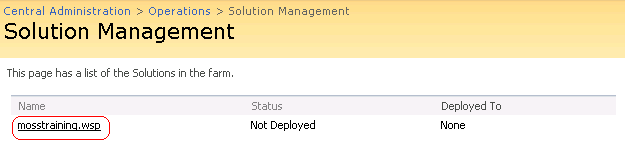 Central Administration > Operations > Solution Management
Solution Management
This page has a list of the Solutions in the farm.
Name Status Deployed To
mosstraining.wsp Not Deployed None